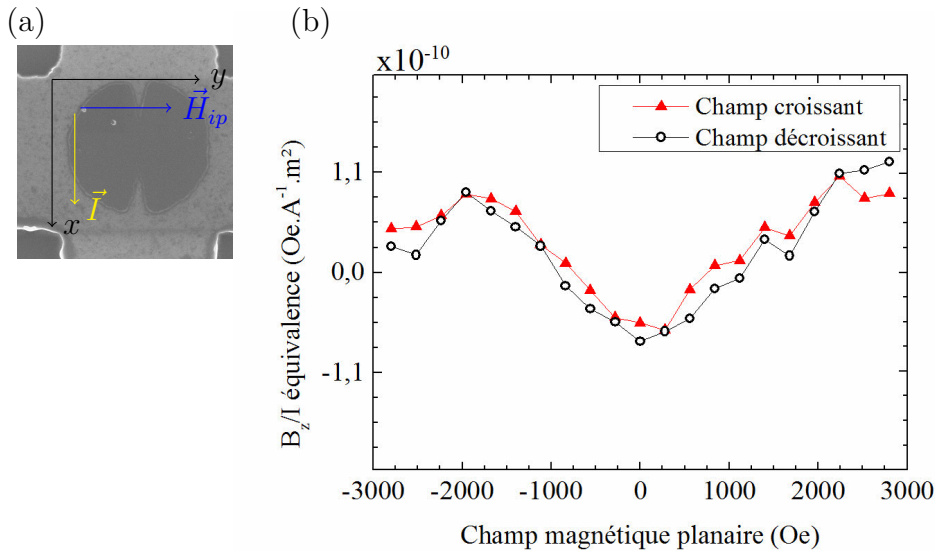 (a)
y
H⃗ip
I⃗
x
(b)
x10⁻¹⁰
Champ croissant
Champ décroissant
1,1
0,0
-1,1
Bz/I équivalence (Oe.A⁻¹.m²)
-3000 -2000 -1000 0 1000 2000 3000
Champ magnétique planaire (Oe)